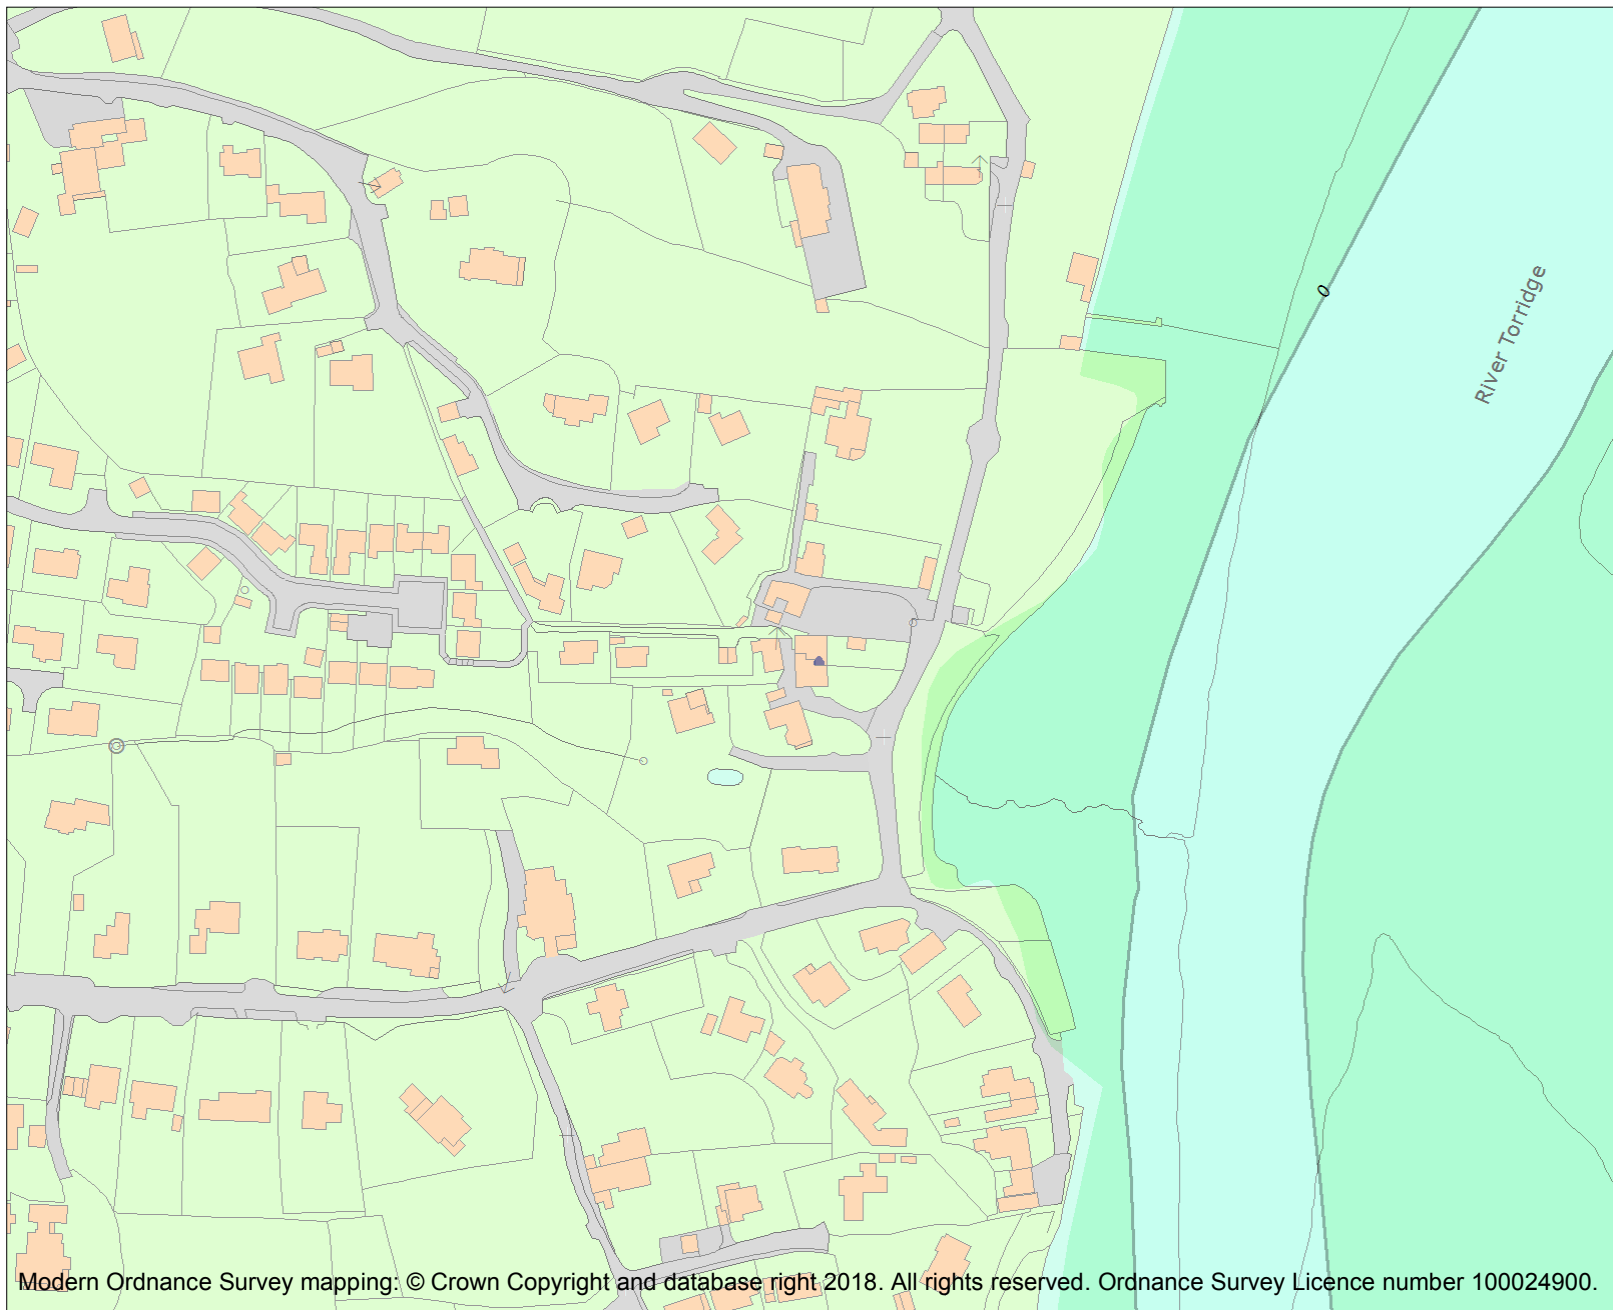 River Torridge
0
Modern Ordnance Survey mapping: © Crown Copyright and database right 2018. All rights reserved. Ordnance Survey Licence number 100024900.